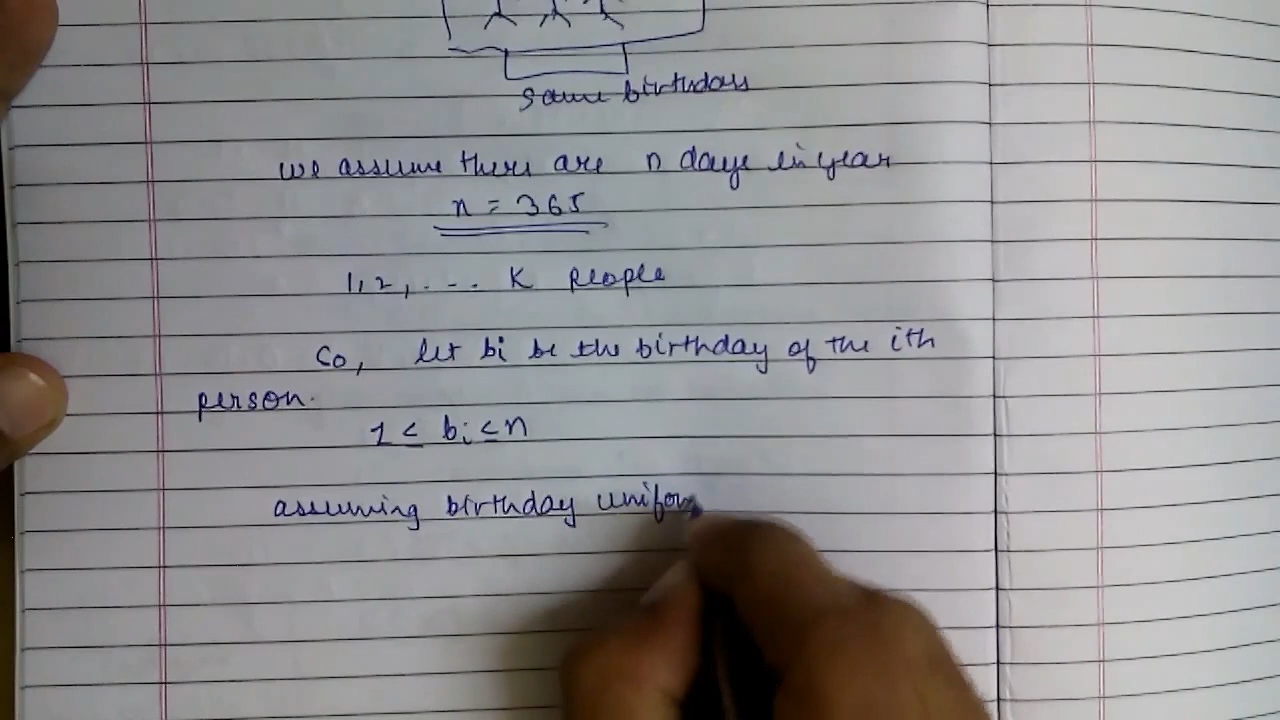 same birthdays
we assume there are n days in year
n = 365
1,2, .... K people
So, let bi be the birthday of the ith
person.
1 ≤ bi ≤ n
assuming birthday uniform